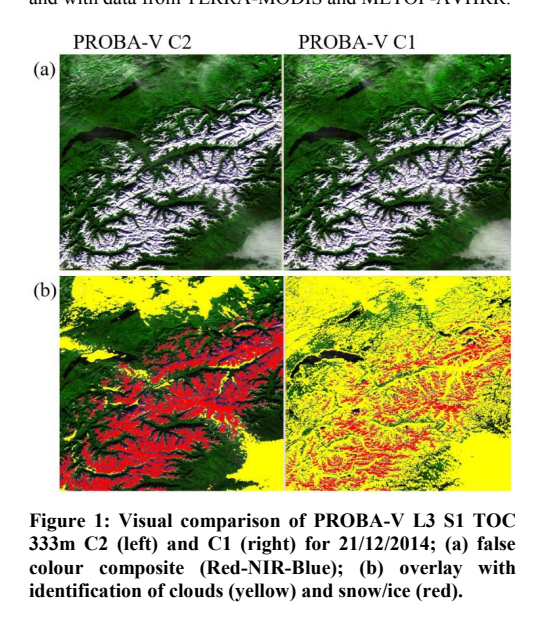 and with data from TERRA-MODIS and METOP-AVHRR.
PROBA-V C2 PROBA-V C1
(a)
(b)
Figure 1: Visual comparison of PROBA-V L3 S1 TOC
333m C2 (left) and C1 (right) for 21/12/2014; (a) false
colour composite (Red-NIR-Blue); (b) overlay with
identification of clouds (yellow) and snow/ice (red).